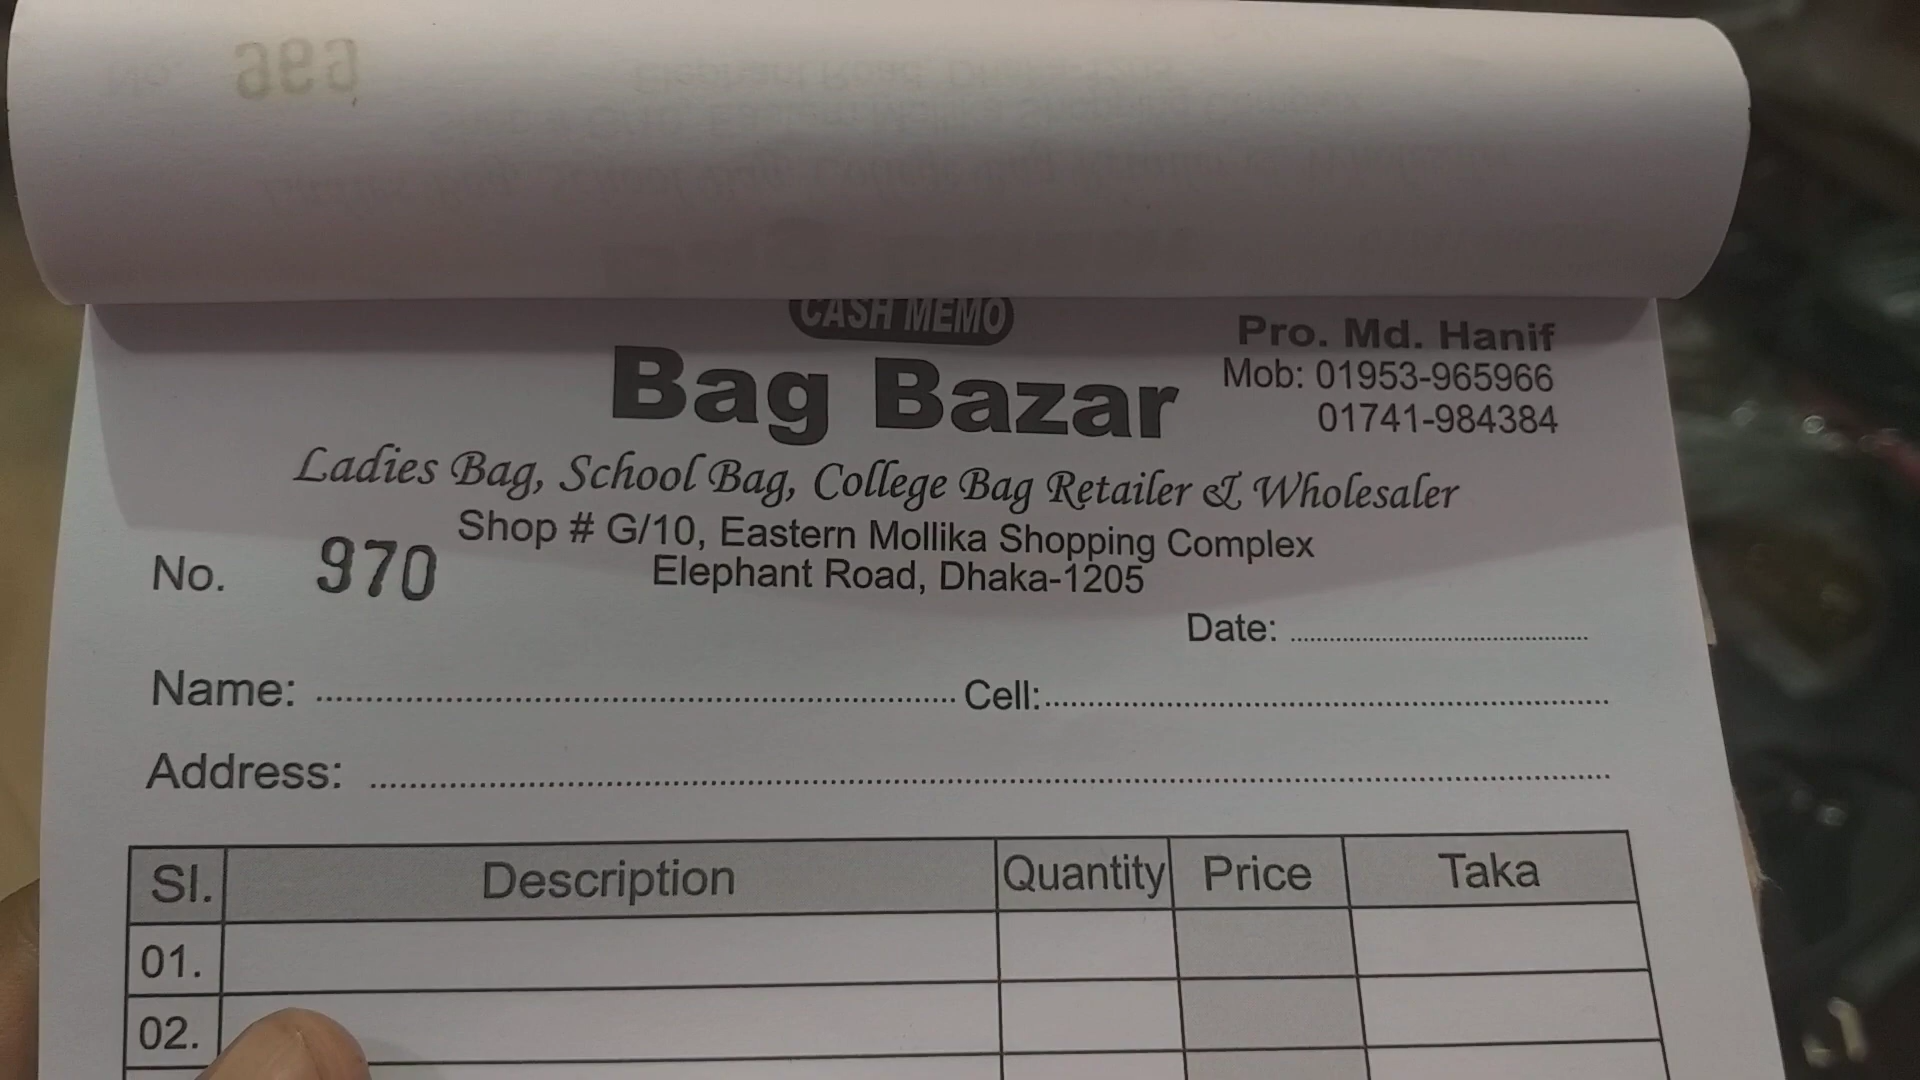 969
CASH MEMO
Bag Bazar
Pro. Md. Hanif
Mob: 01953-965966
01741-984384
Ladies Bag, School Bag, College Bag Retailer & Wholesaler
Shop # G/10, Eastern Mollika Shopping Complex
Elephant Road, Dhaka-1205
No. 970
Date:
Name: Cell:
Address:
Sl. Description Quantity Price Taka
01.
02.